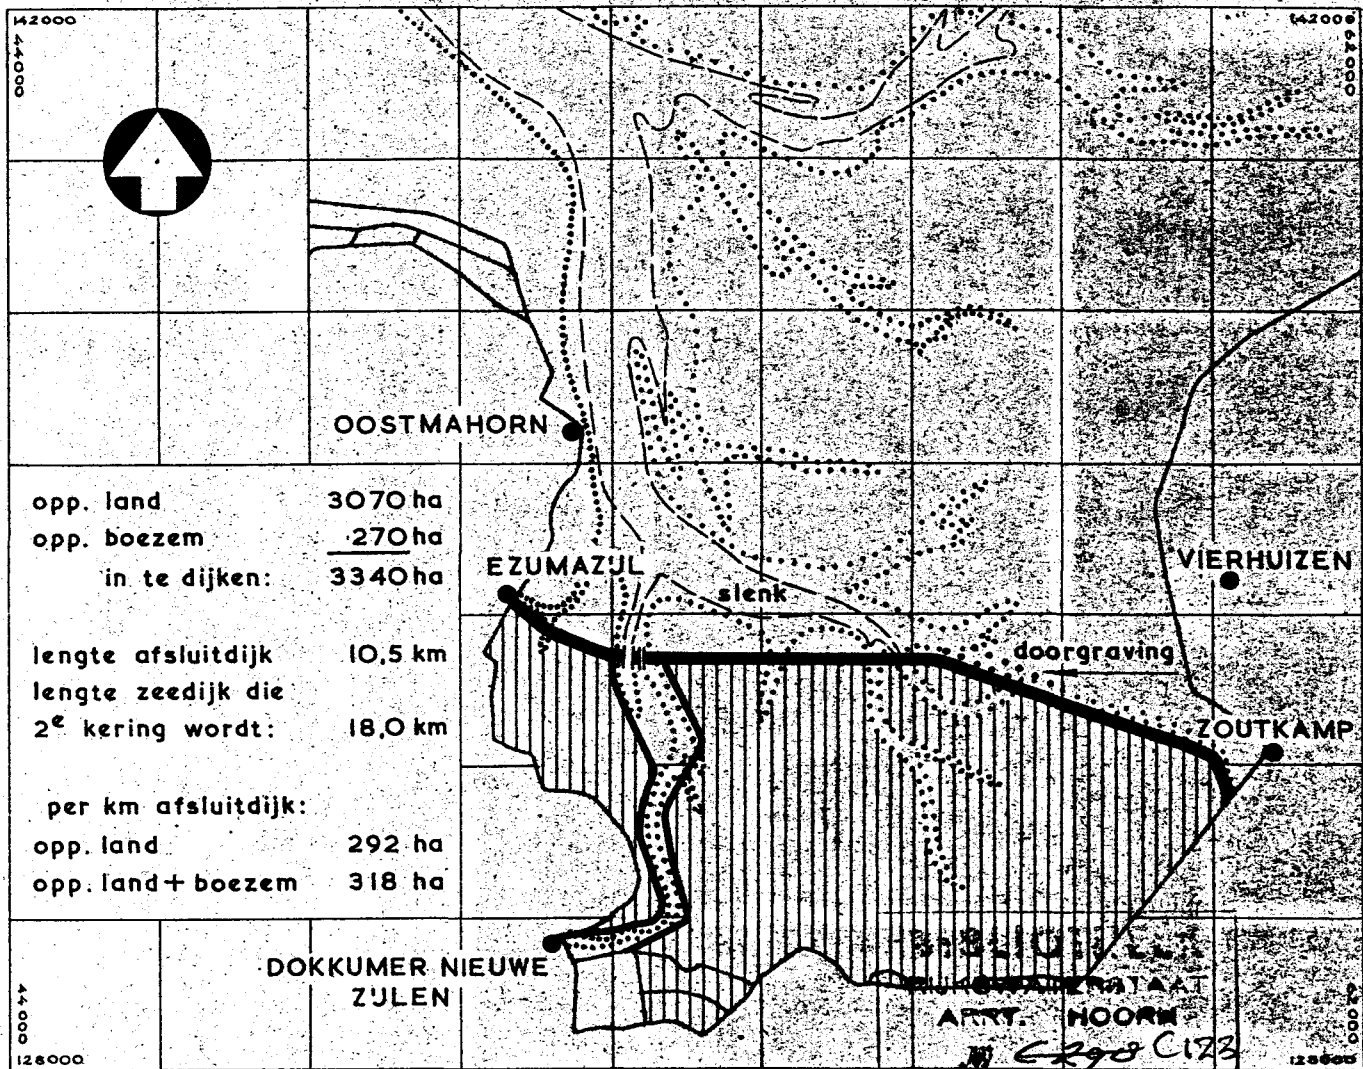 142000
142000
44000
62000
OOSTMAHORN
opp. land 3070 ha
opp. boezem 270 ha
in te dijken: 3340 ha
EZUMAZIJL
VIERHUIZEN
slenk
lengte afsluitdijk 10,5 km
lengte zeedijk die
2e kering wordt: 18,0 km
doorgraving
ZOUTKAMP
per km afsluitdijk:
opp. land 292 ha
opp. land + boezem 318 ha
DOKKUMER NIEUWE
ZIJLEN
ARRT. HOORN
C173
44000
62000
128000
128000